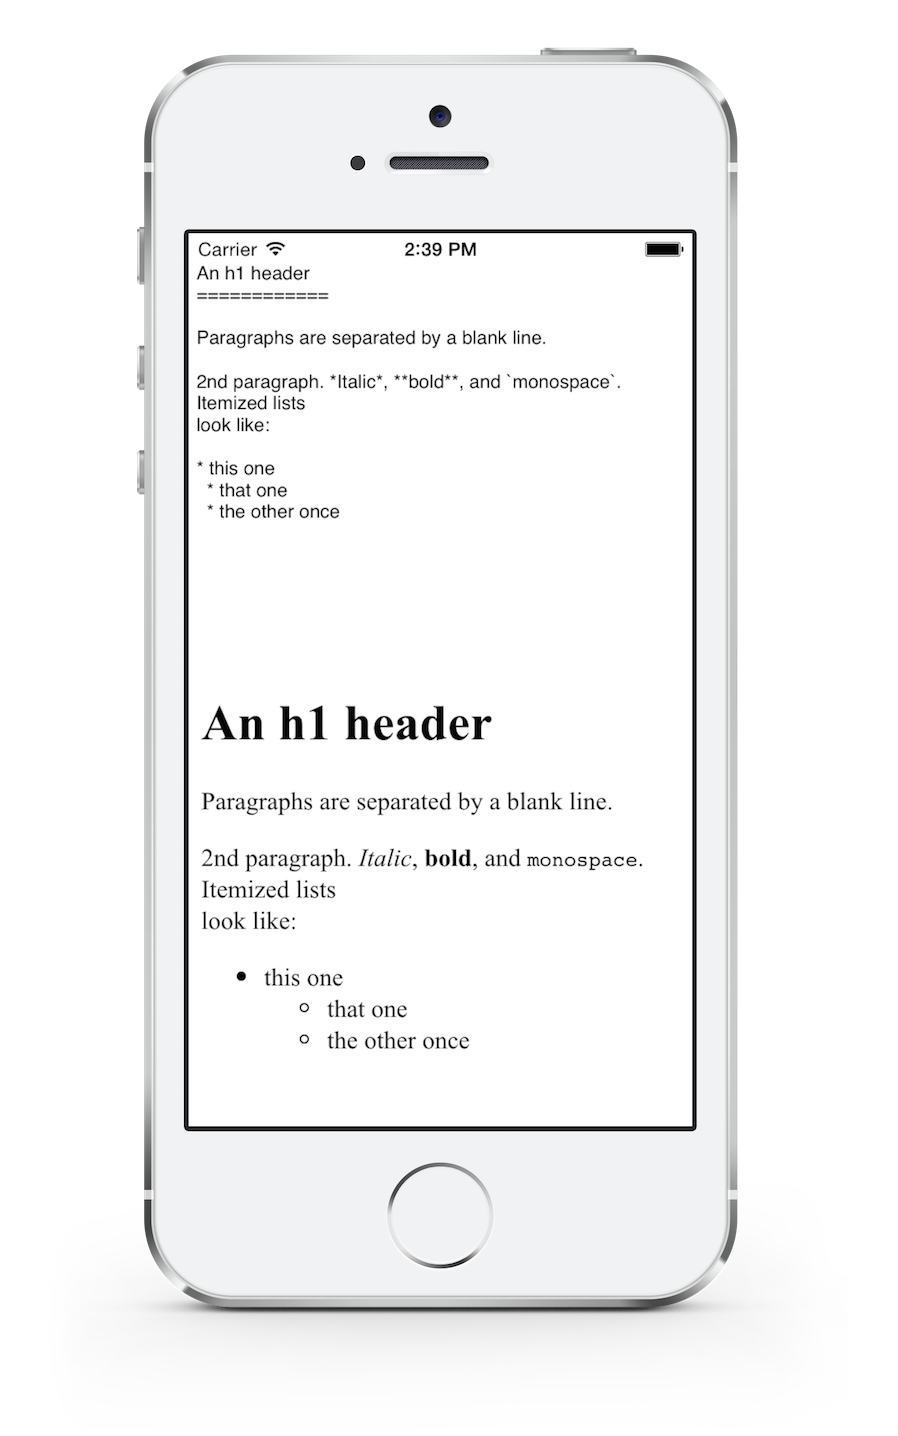 Carrier 2:39 PM
An h1 header
============
Paragraphs are separated by a blank line.
2nd paragraph. *Italic*, **bold**, and `monospace`.
Itemized lists
look like:
* this one
  * that one
  * the other once
An h1 header
Paragraphs are separated by a blank line.
2nd paragraph. Italic, bold, and monospace.
Itemized lists
look like:
• this one
◦ that one
◦ the other once